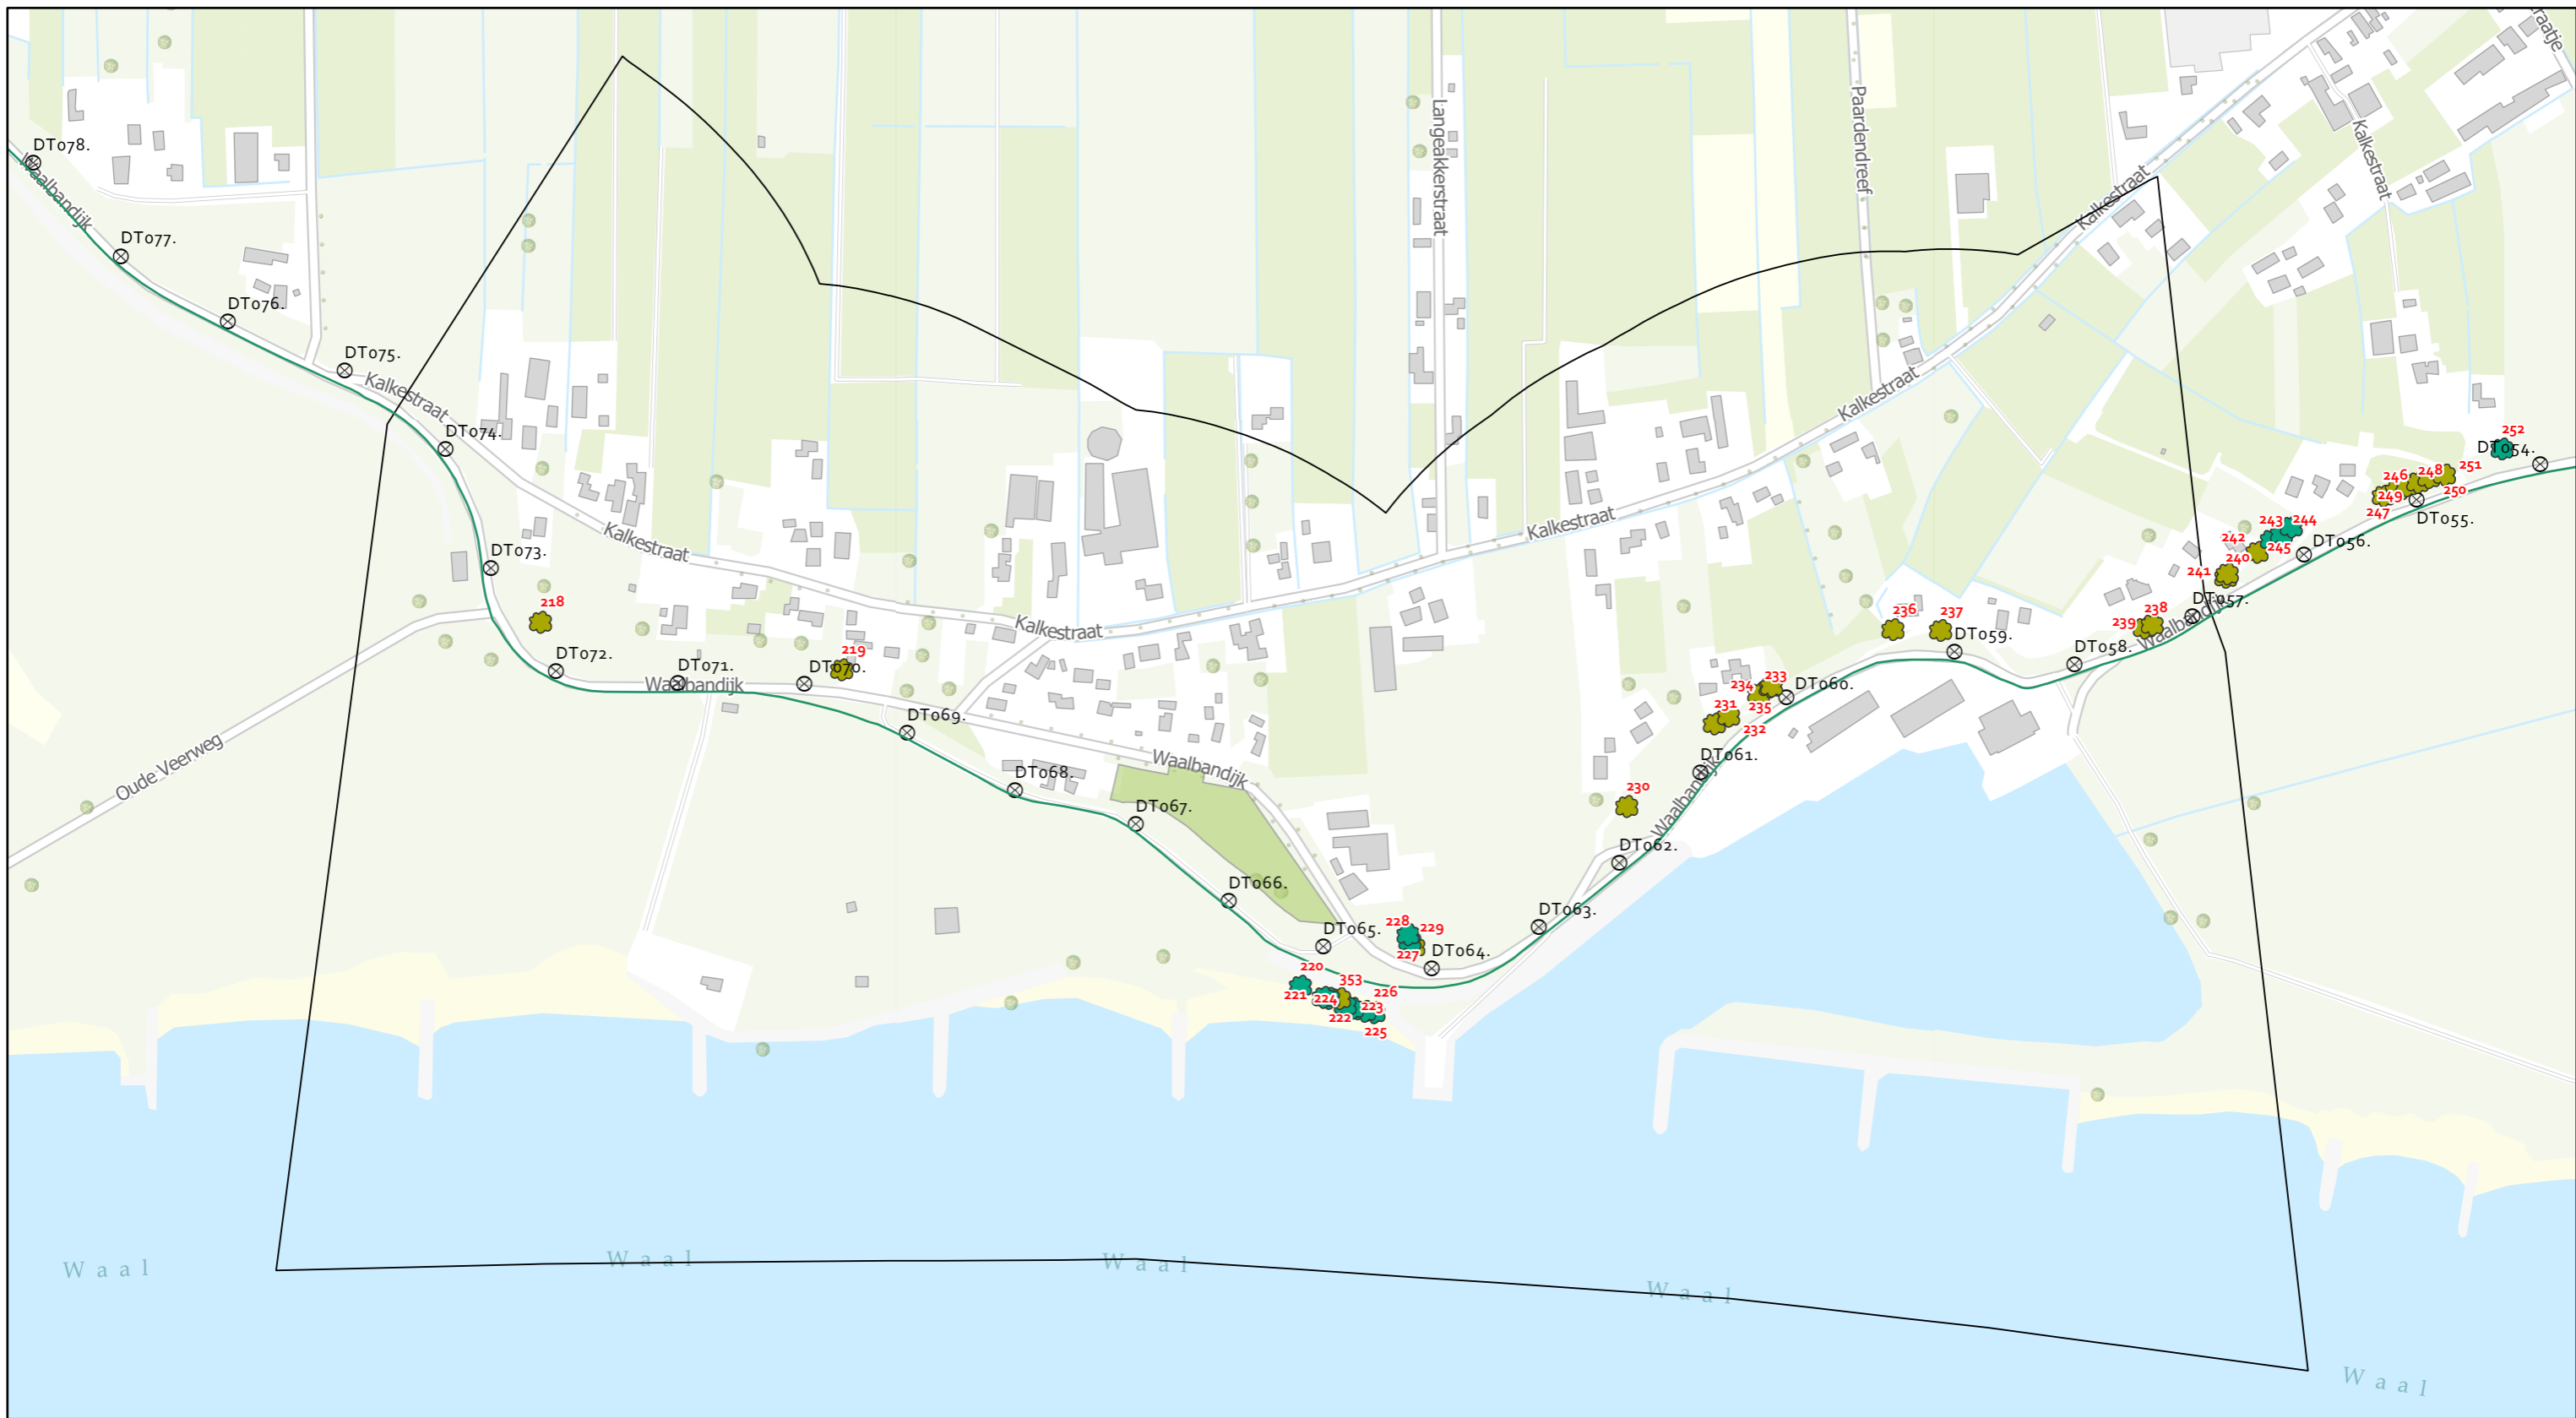 raatje
DT078.
Waalbandijk
DT077.
DT076.
DT075.
Kalkestraat
DT074.
DT073.
Langeakkerstraat
Paardendreef
Kalkestraat
Kalkestraat
Kalkestraat
Kalkestraat
Kalkestraat
Kalkestraat
252
DT054.
246
248
251
249
250
247
DT055.
243
244
242
245
DT056.
240
241
DT057.
238
239
Waalbandijk
236
237
DT059.
DT058.
218
DT072.
DT071.
Waalbandijk
219
DT070.
DT069.
234
233
DT060.
235
231
232
DT061.
Waalbandijk
230
DT062.
Oude Veerweg
Waalbandijk
DT068.
DT067.
DT066.
DT065.
228
229
227
DT064.
DT063.
220
353
221
224
226
223
222
225
Waal
Waal
Waal
Waal
Waal